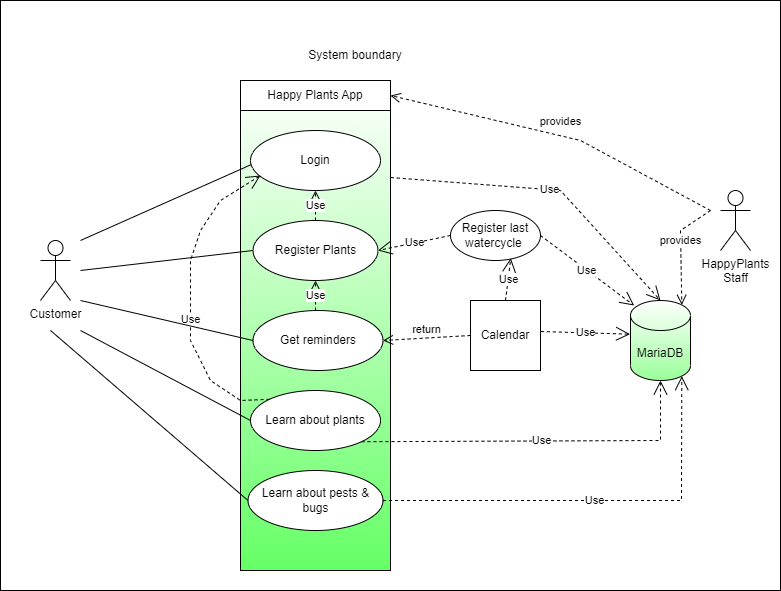 System boundary
Happy Plants App
provides
Login
Use
Use
Register Plants
Use
Register last
watercycle
provides
HappyPlants
Staff
Use
Use
Use
Customer
Use
Get reminders
return
Calendar
Use
MariaDB
Learn about plants
Use
Learn about pests &
bugs
Use